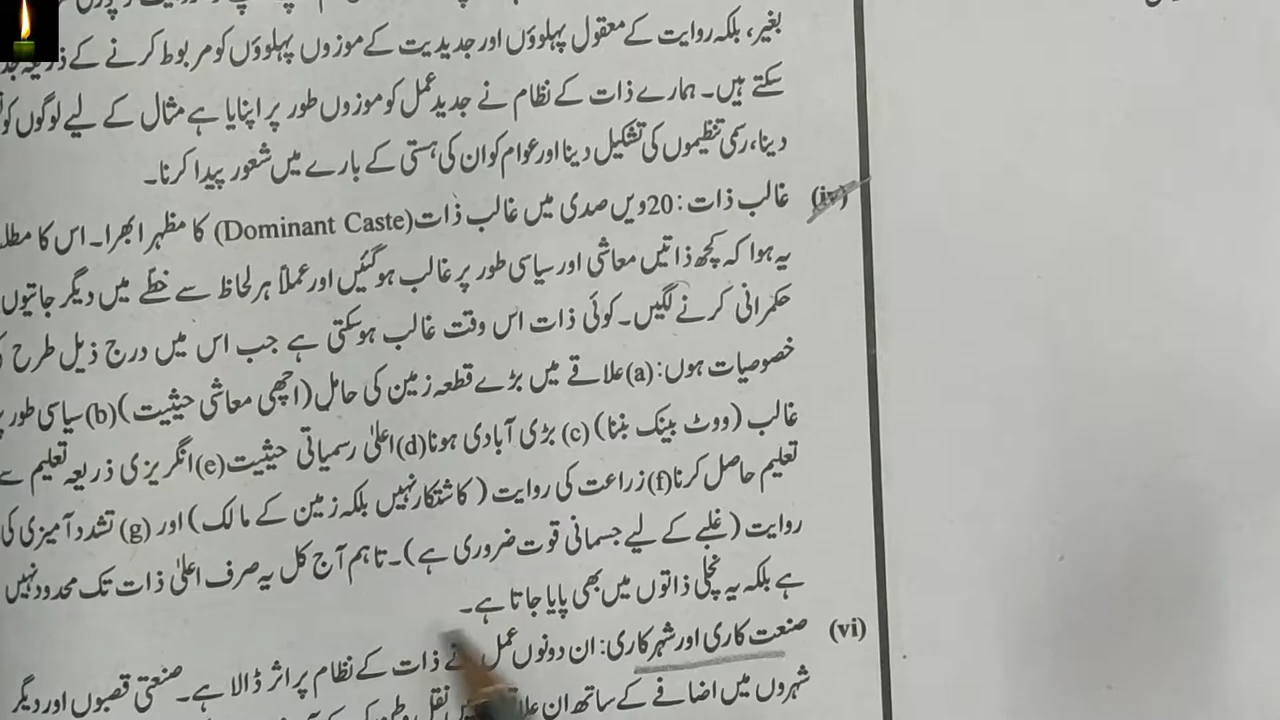 بغیر، بلکہ روایت کے معقول پہلوؤں اور جدیدیت کے موزوں پہلوؤں کو مربوط کرنے کے ذریعہ
سکتے ہیں۔ ہمارے ذات کے نظام نے جدید عمل کو موزوں طور پر اپنایا ہے مثال کے لیے لوگوں کو
دینا، رسمی تنظیموں کی تشکیل دینا اور عوام کو ان کی ہستی کے بارے میں شعور پیدا کرنا۔
(iv) غالب ذات: 20ویں صدی میں غالب ذات (Dominant Caste) کا مظہر ابھرا۔ اس کا
یہ ہوا کہ کچھ ذاتیں معاشی اور سیاسی طور پر غالب ہوگئیں اور عملاً ہر لحاظ سے خطّے میں دیگر جاتیوں
حکمرانی کرنے لگیں۔ کوئی ذات اس وقت غالب ہوسکتی ہے جب اس میں درج ذیل طرح
خصوصیات ہوں: (a) علاقے میں بڑے قطعہ زمین کی حامل (اچھی معاشی حیثیت) (b) سیاسی طور
غالب (ووٹ بینک بننا) (c) بڑی آبادی ہونا (d) اعلیٰ رسمیاتی حیثیت (e) انگریزی ذریعہ تعلیم سے
تعلیم حاصل کرنا (f) زراعت کی روایت (کاشتکار نہیں بلکہ زمین کے مالک) اور (g) تشدد آمیزی کی
روایت (غلبے کے لیے جسمانی قوت ضروری ہے)۔ تاہم آج کل یہ صرف اعلیٰ ذات تک محدود نہیں
ہے بلکہ یہ نچلی ذاتوں میں بھی پایا جاتا ہے۔
(vi) صنعت کاری اور شہر کاری: ان دونوں عمل نے ذات کے نظام پر اثر ڈالا ہے۔ صنعتی قصبوں اور دیگر
شہروں میں اضافے کے ساتھ ان